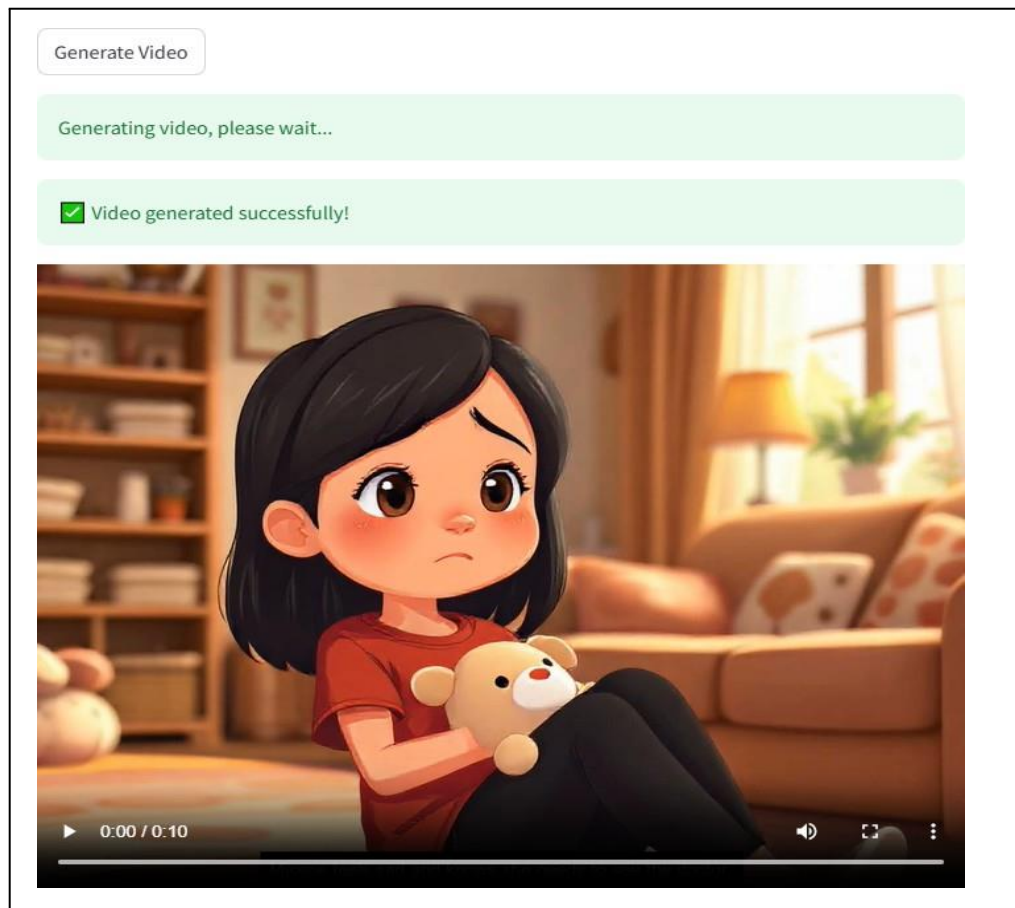 Generate Video
Generating video, please wait...
✅ Video generated successfully!
0:00 / 0:10